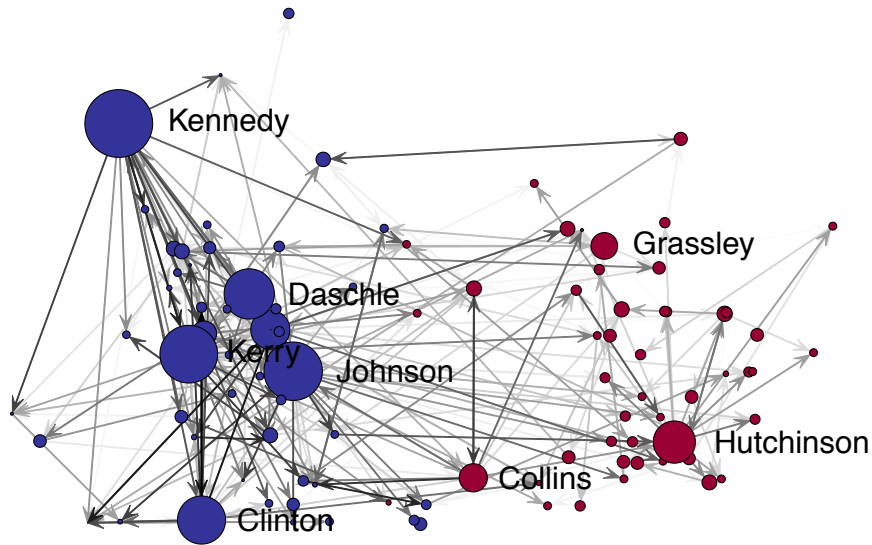 Kennedy
Grassley
Daschle
Kerry
Johnson
Hutchinson
Collins
Clinton